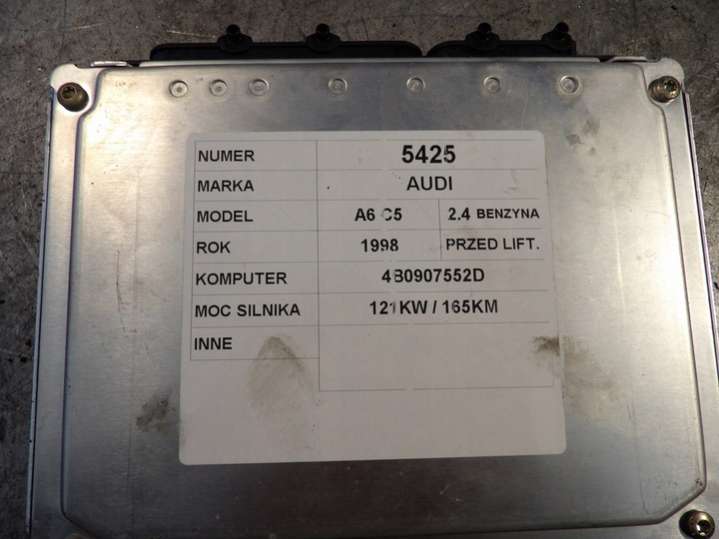 NUMER 5425
MARKA AUDI
MODEL A6 C5 2.4 BENZYNA
ROK 1998 PRZED LIFT.
KOMPUTER 4B0907552D
MOC SILNIKA 121KW / 165KM
INNE